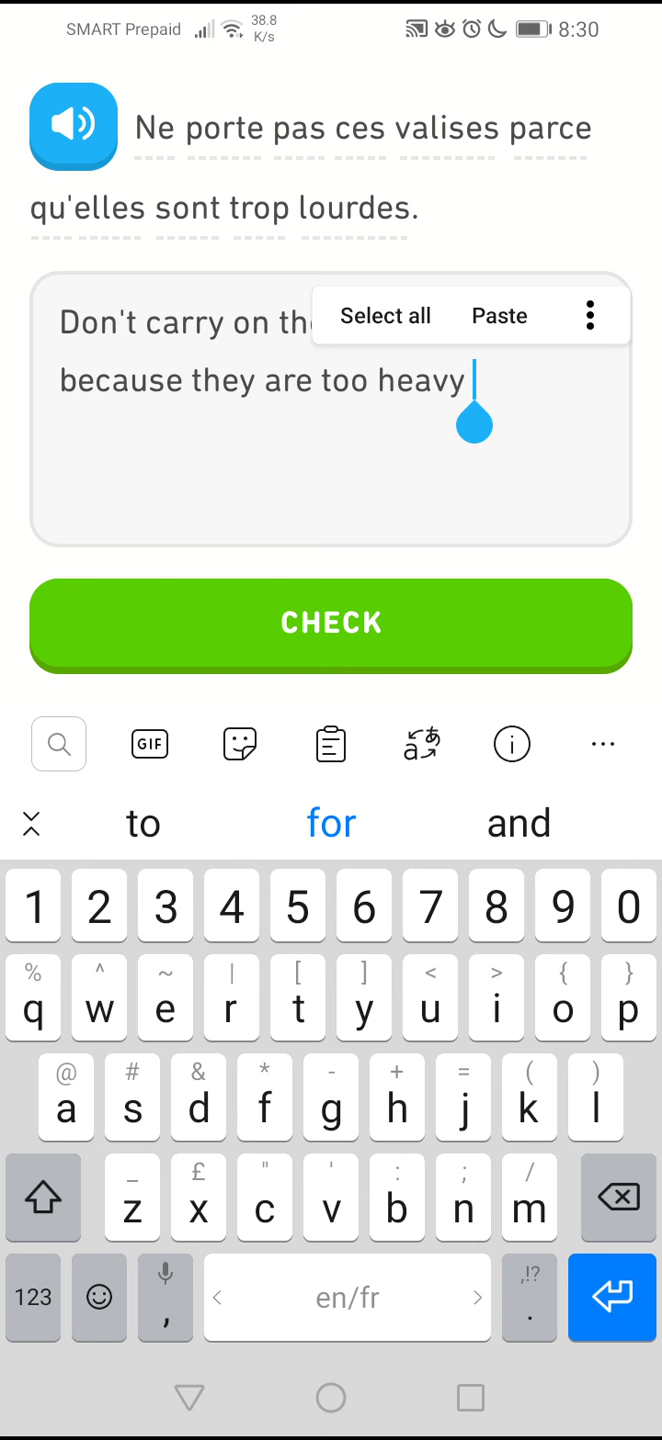 SMART Prepaid 38.8 K/s 8:30
Ne porte pas ces valises parce
qu'elles sont trop lourdes.
Don't carry on
Select all Paste
because they are too heavy
CHECK
GIF
to for and
1 2 3 4 5 6 7 8 9 0
% ^ ~ | [ ] < > { }
q w e r t y u i o p
@ # & * - + = ( )
a s d f g h j k l
_ £ " ' : ; /
z x c v b n m
,!?
123 , en/fr .